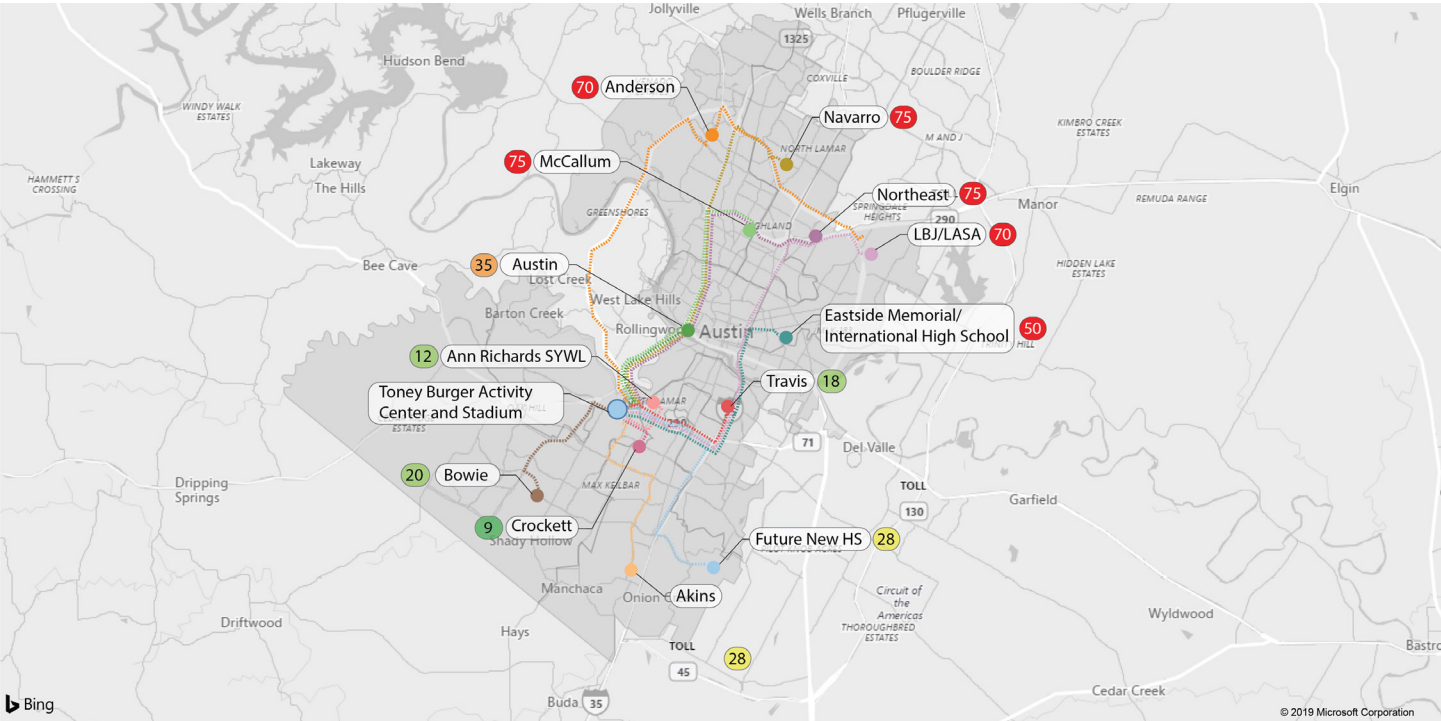 Jollyville
Wells Branch
Pflugerville
1325
Hudson Bend
COXVILLE
BOULDER RIDGE
70 Anderson
WINDY WALK
ESTATES
Navarro 75
KIMBRO CREEK
ESTATES
M AND J
NORTH LAMAR
75 McCallum
Lakeway
The Hills
HAMMETT'S
CROSSING
Northeast 75
Elgin
REMUDA RANGE
Manor
GREENSHORES
SPRINGDALE
HEIGHTS
290
LBJ/LASA 70
Bee Cave
35 Austin
Lost Creek
HIDDEN LAKE
ESTATES
West Lake Hills
Barton Creek
Rollingwood
Austin
Eastside Memorial/
International High School 50
12 Ann Richards SYWL
Travis 18
Toney Burger Activity
Center and Stadium
ESTATES
290
71
Del Valle
20 Bowie
Dripping
Springs
MAX KEILBAR
TOLL
130
Garfield
9 Crockett
Shady Hollow
Future New HS 28
Manchaca
Akins
Circuit of
the
Americas
THOROUGHBRED
ESTATES
Wyldwood
Driftwood
Hays
TOLL
45
28
Bastro
Buda
35
Cedar Creek
Bing
© 2019 Microsoft Corporation